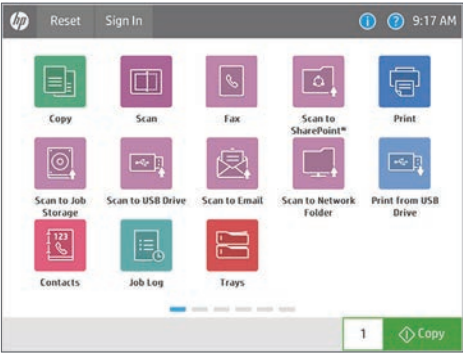 hp Reset Sign In 9:17 AM
Copy Scan Fax Scan to SharePoint® Print
Scan to Job Storage Scan to USB Drive Scan to Email Scan to Network Folder Print from USB Drive
123
Contacts Job Log Trays
1 Copy